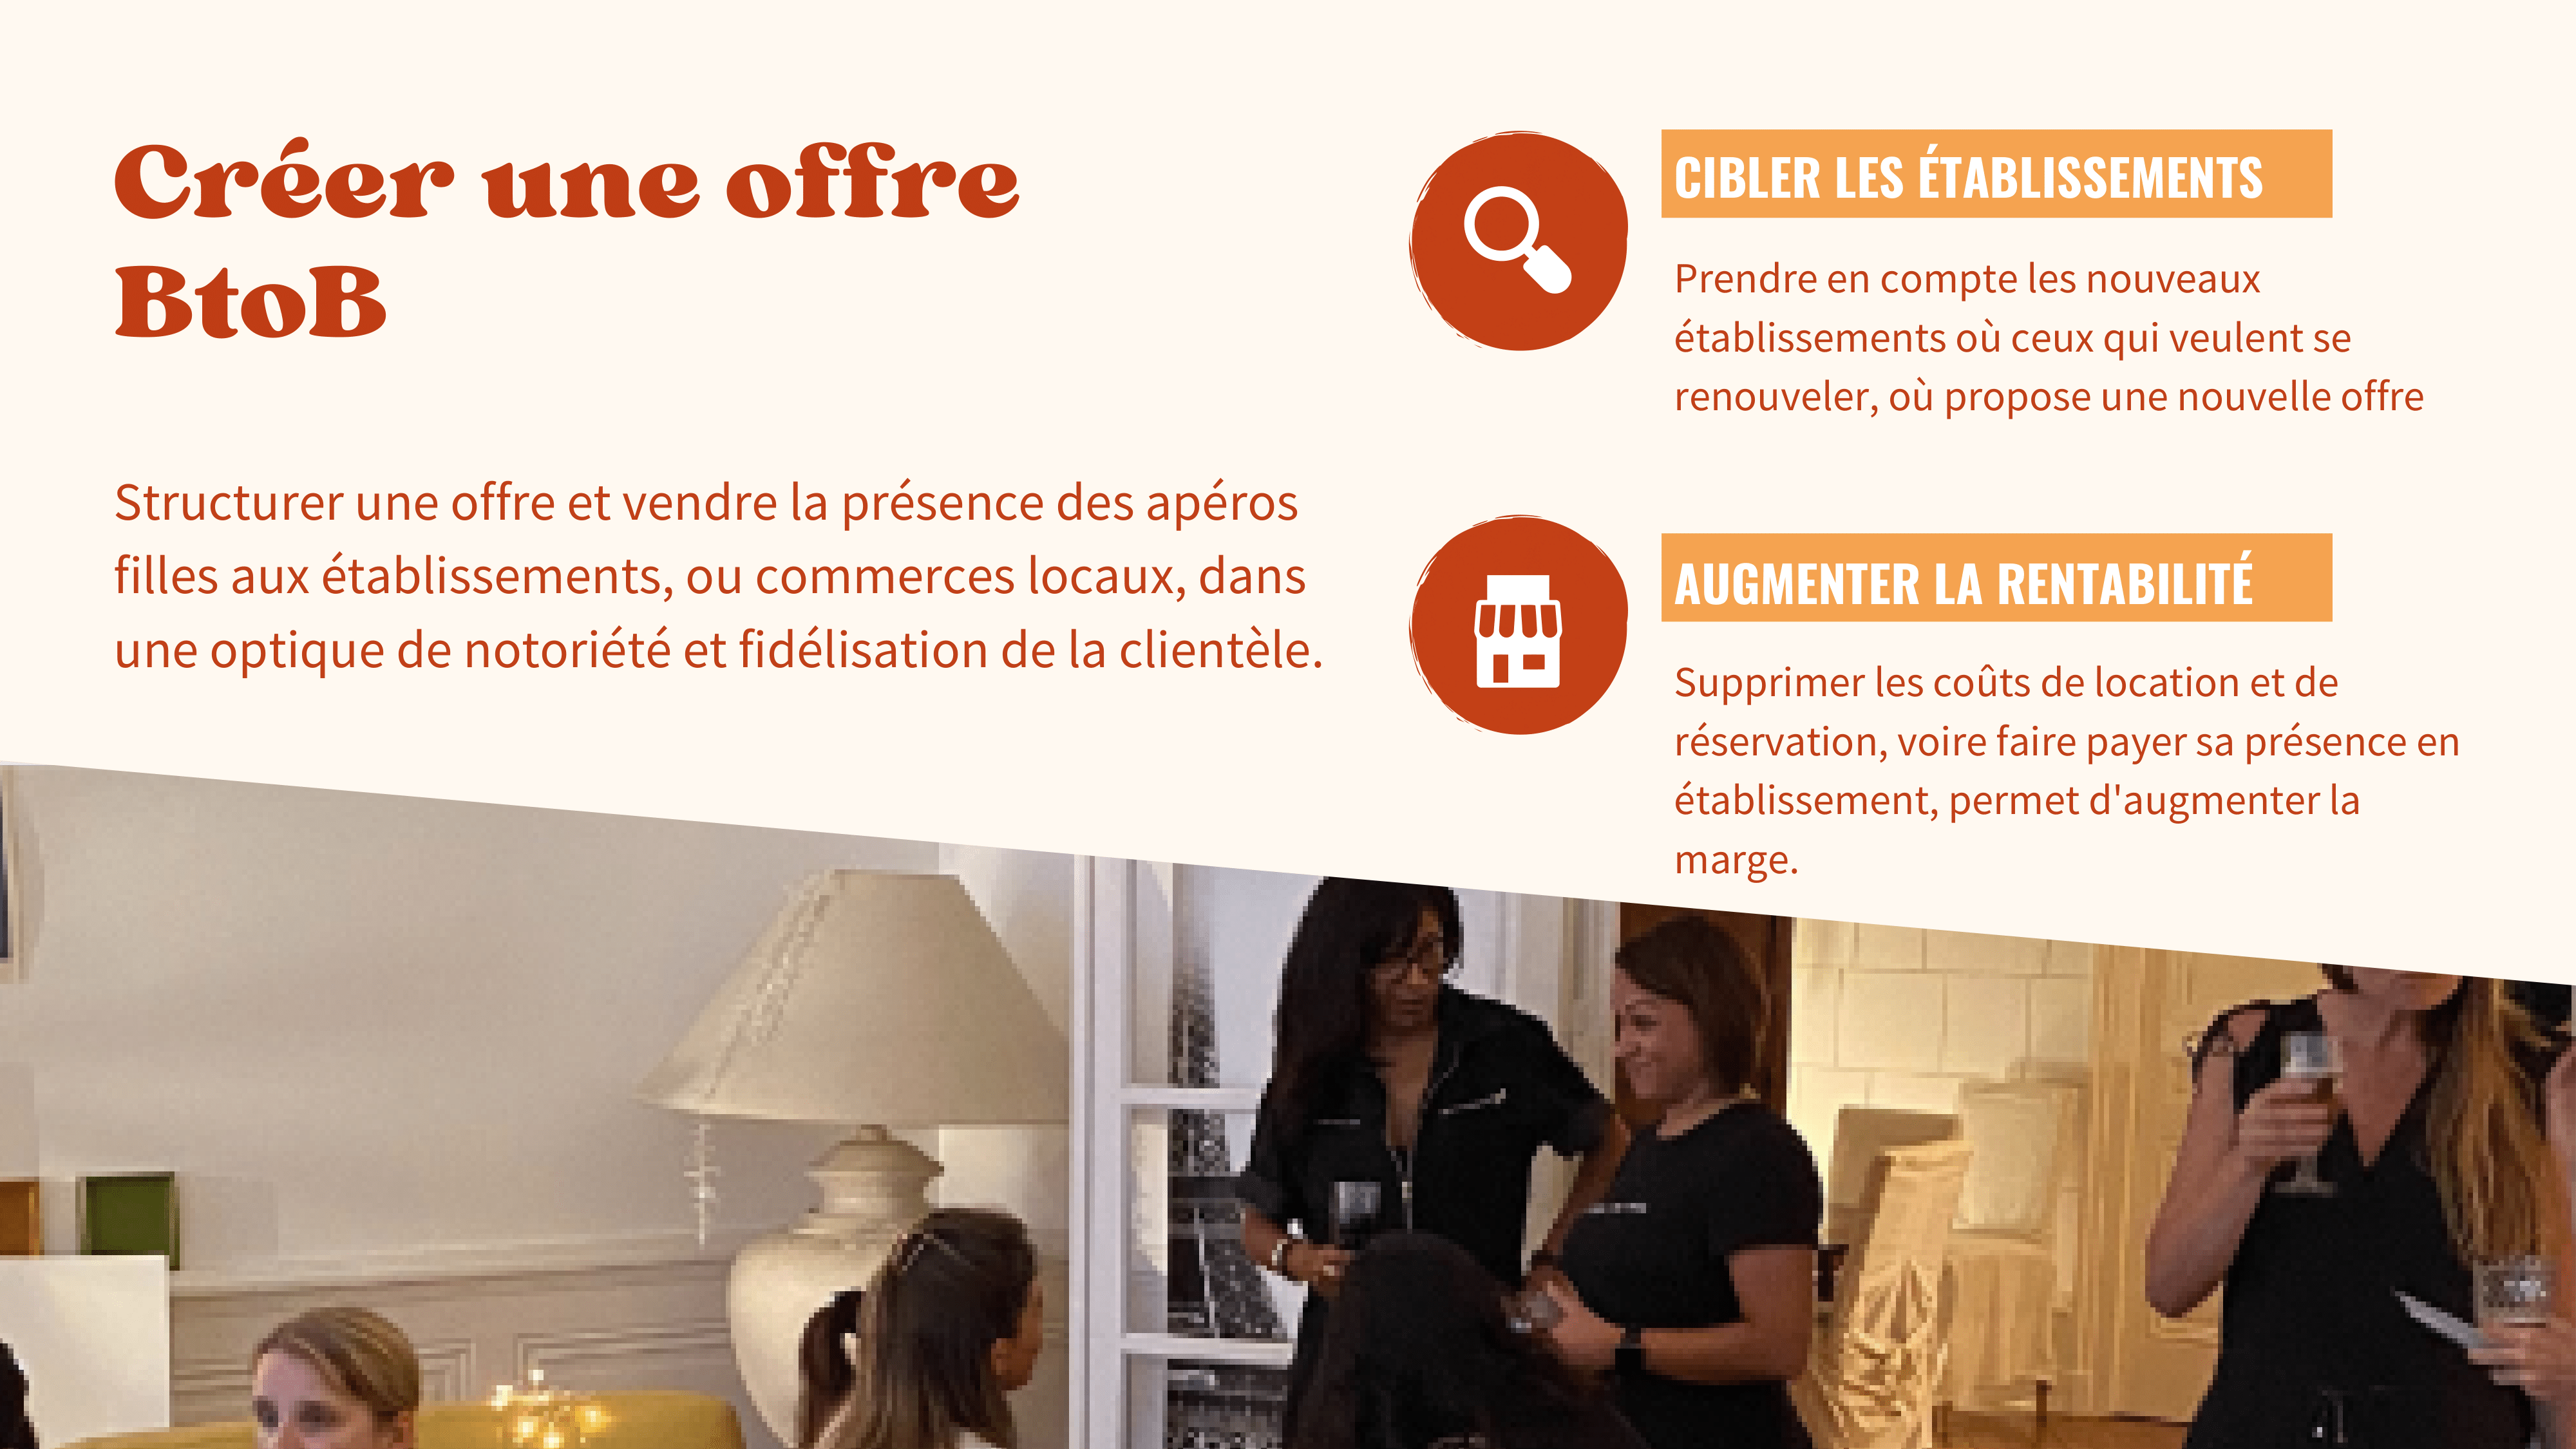 Créer une offre
BtoB
Structurer une offre et vendre la présence des apéros
filles aux établissements, ou commerces locaux, dans
une optique de notoriété et fidélisation de la clientèle.
CIBLER LES ÉTABLISSEMENTS
Prendre en compte les nouveaux
établissements où ceux qui veulent se
renouveler, où propose une nouvelle offre
AUGMENTER LA RENTABILITÉ
Supprimer les coûts de location et de
réservation, voire faire payer sa présence en
établissement, permet d'augmenter la
marge.